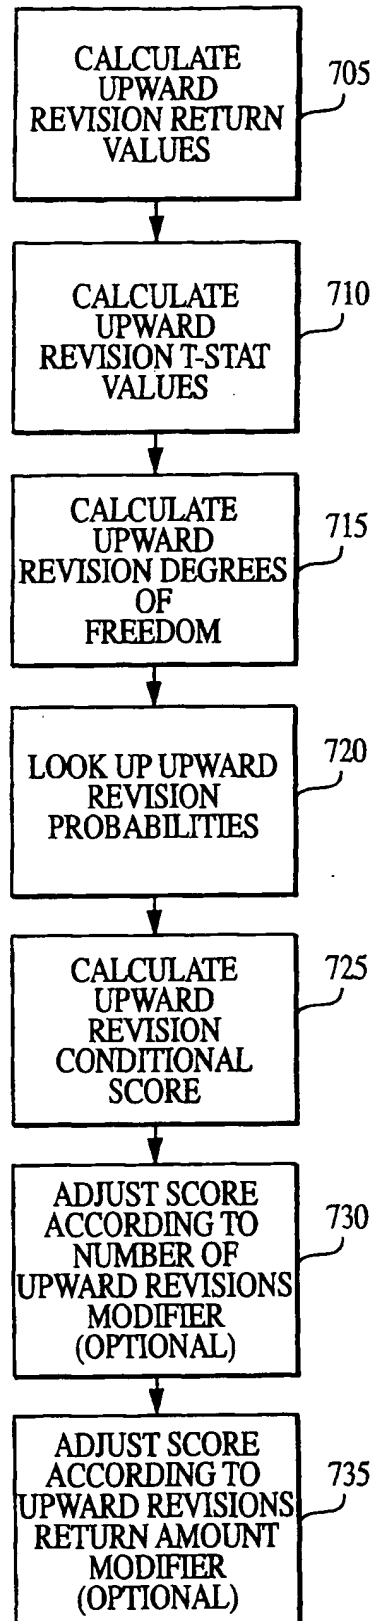 CALCULATE
UPWARD
REVISION RETURN
VALUES
705
CALCULATE
UPWARD
REVISION T-STAT
VALUES
710
CALCULATE
UPWARD
REVISION DEGREES
OF
FREEDOM
715
LOOK UP UPWARD
REVISION
PROBABILITIES
720
CALCULATE
UPWARD
REVISION
CONDITIONAL
SCORE
725
ADJUST SCORE
ACCORDING TO
NUMBER OF
UPWARD REVISIONS
MODIFIER
(OPTIONAL)
730
ADJUST SCORE
ACCORDING TO
UPWARD REVISIONS
RETURN AMOUNT
MODIFIER
(OPTIONAL)
735